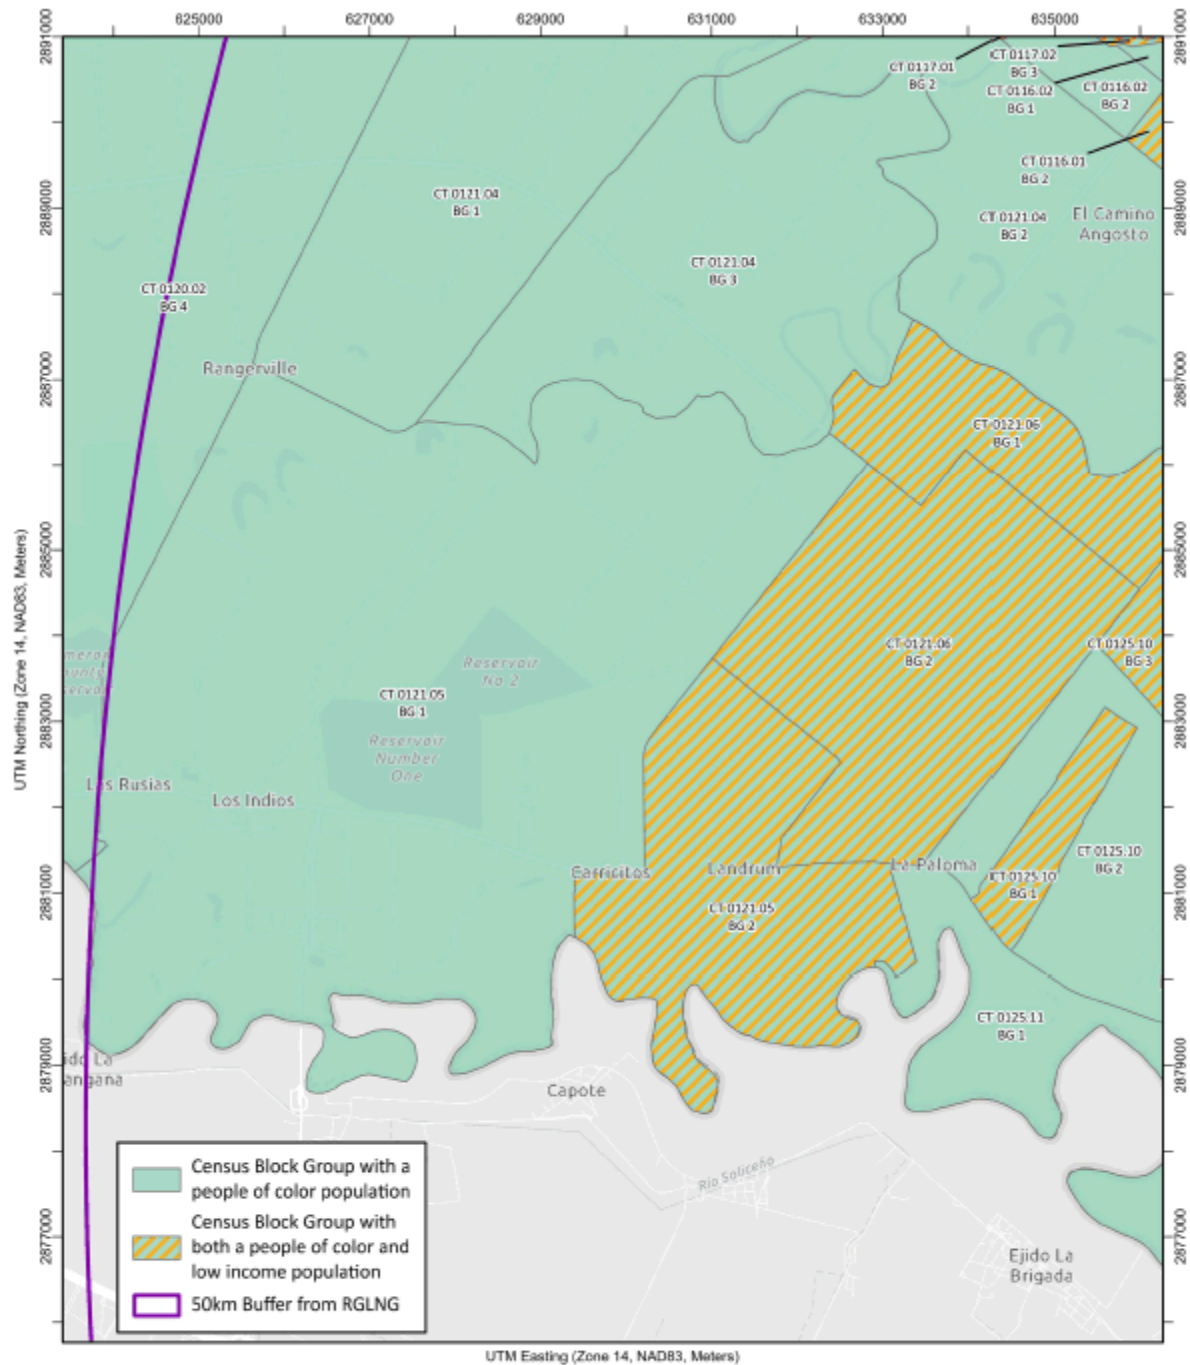 625000
627000
629000
631000
633000
635000
2891000
2891000
CT 0117.01
BG 2
CT 0117.02
BG 3
CT 0116.02
BG 1
CT 0116.02
BG 2
CT 0116.01
BG 2
CT 0121.04
BG 1
2889000
2889000
CT 0121.04
BG 2
El Camino
Angosto
CT 0121.04
BG 3
CT 0120.02
BG 4
Rangerville
2887000
2887000
CT 0121.06
BG 1
2885000
2885000
UTM Northing (Zone 14, NAD83, Meters)
CT 0121.06
BG 2
CT 0125.10
BG 3
Reservoir
No 2
CT 0121.05
BG 1
2883000
2883000
Reservoir
Number
One
Las Rusias
Los Indios
CT 0125.10
BG 2
Carricitos
Landrum
La Paloma
CT 0125.10
BG 1
2881000
2881000
CT 0121.05
BG 2
CT 0125.11
BG 1
2879000
2879000
ido La
angana
Capote
Río Soliceño
2877000
2877000
Ejido La
Brigada
Census Block Group with a
people of color population
Census Block Group with
both a people of color and
low income population
50km Buffer from RGLNG
UTM Easting (Zone 14, NAD83, Meters)